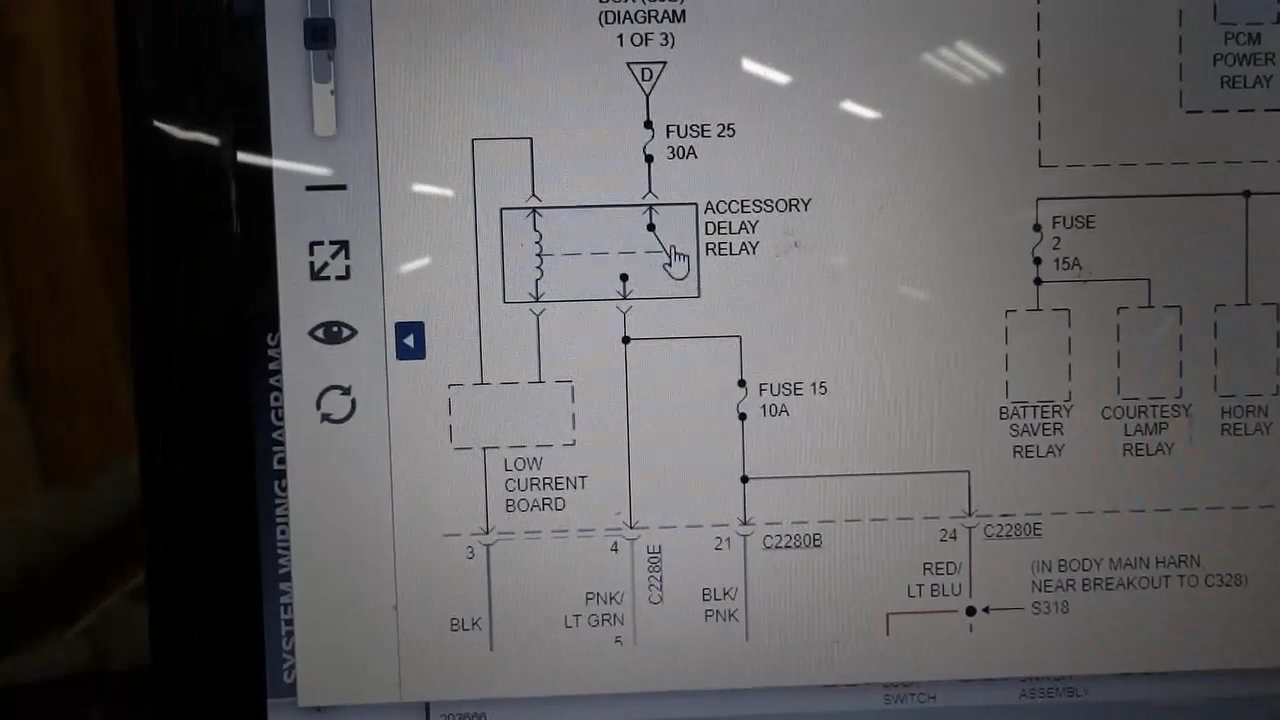 (DIAGRAM
1 OF 3)
D
FUSE 25
30A
ACCESSORY
DELAY
RELAY
PCM
POWER
RELAY
FUSE
2
15A
BATTERY
SAVER
RELAY
COURTESY
LAMP
RELAY
HORN
RELAY
FUSE 15
10A
LOW
CURRENT
BOARD
3
4
C2280E
21
C2280B
24
C2280E
BLK
PNK/
LT GRN
5
BLK/
PNK
RED/
LT BLU
(IN BODY MAIN HARN
NEAR BREAKOUT TO C328)
S318
SYSTEM WIRING DIAGRAMS
SWITCH
ASSEMBLY